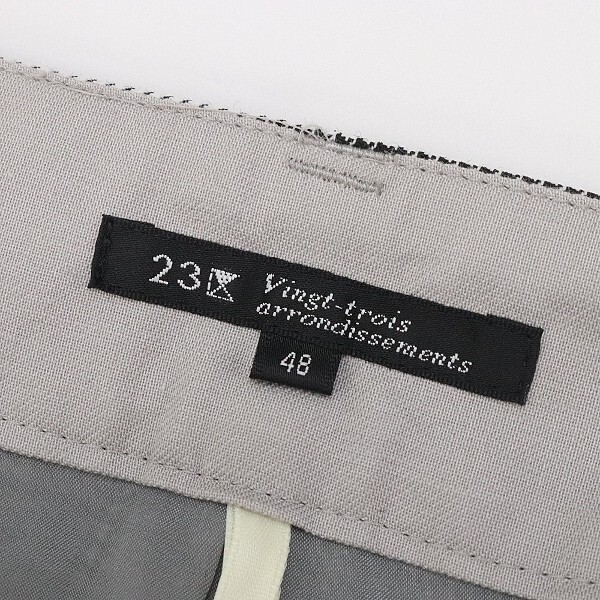 23区 Vingt-trois
arrondissements
48